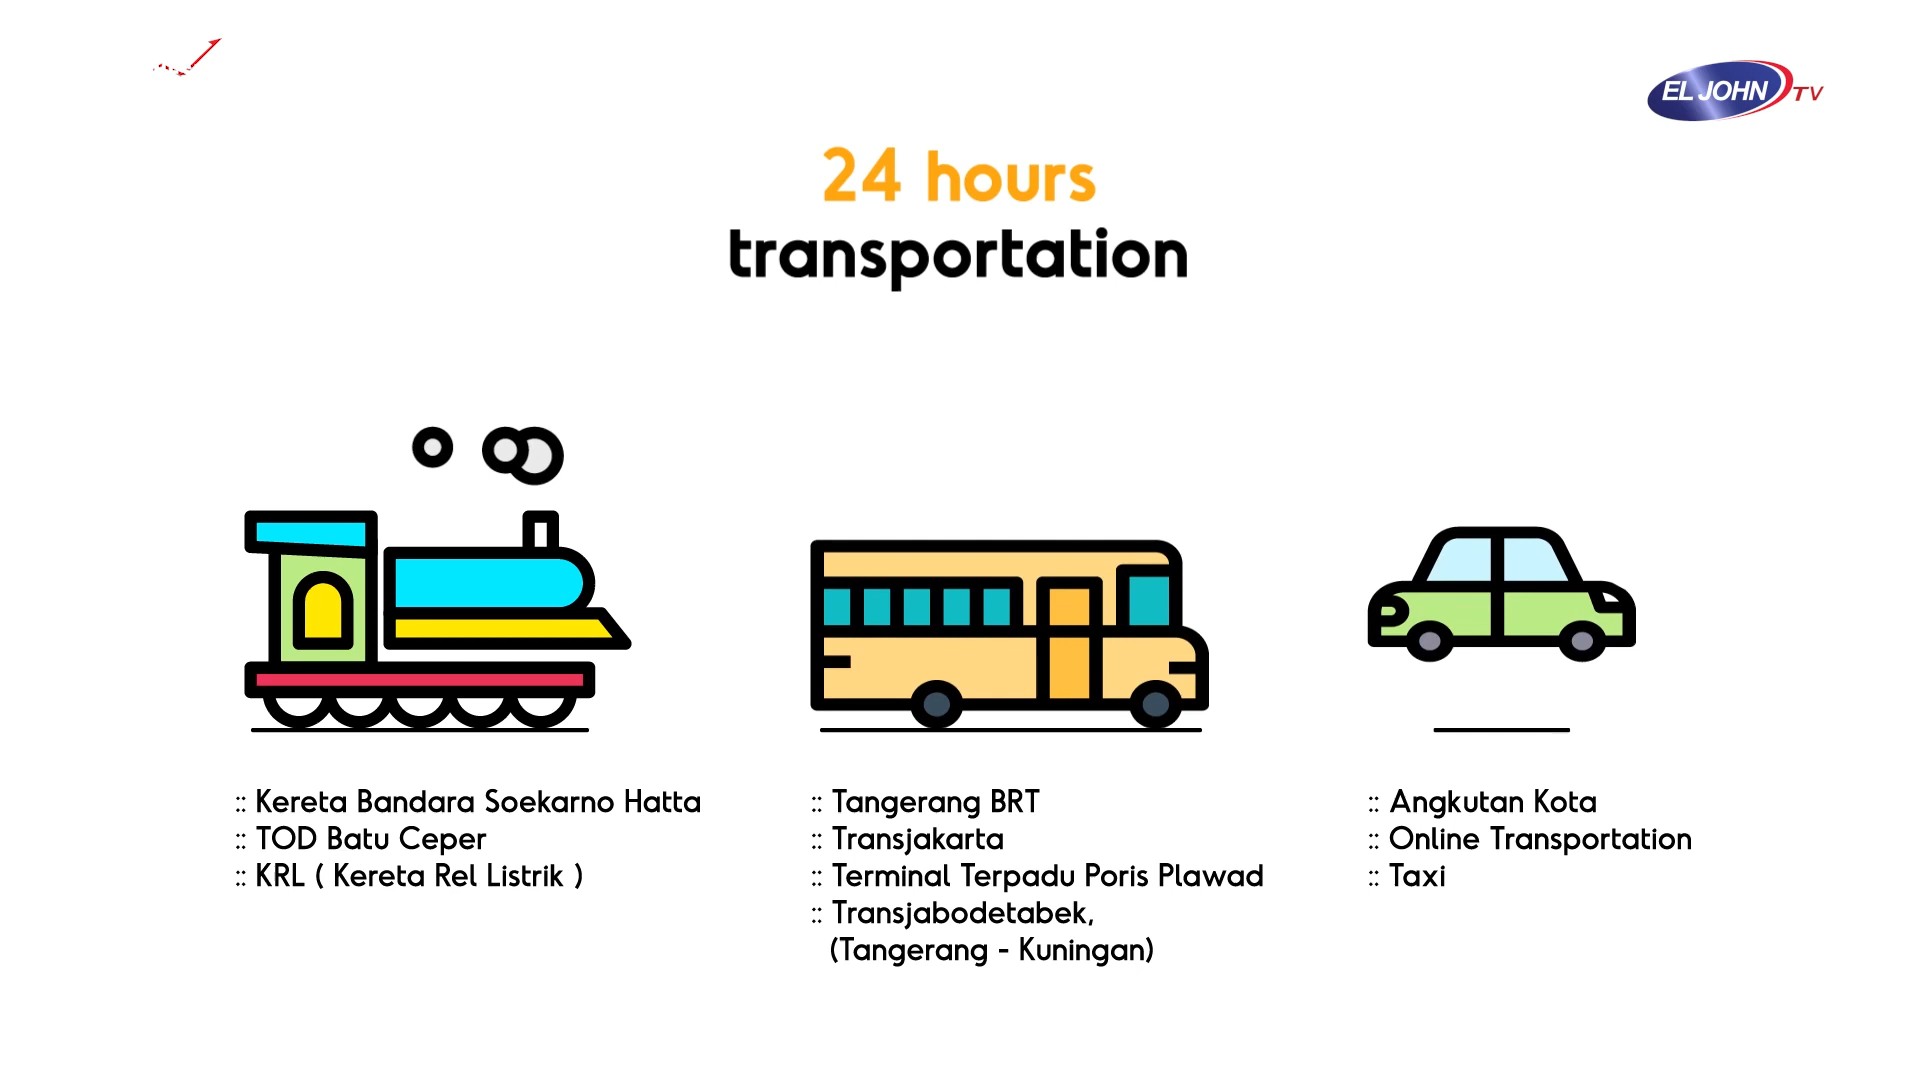 EL JOHN TV
24 hours
transportation
:: Kereta Bandara Soekarno Hatta
:: TOD Batu Ceper
:: KRL ( Kereta Rel Listrik )
:: Tangerang BRT
:: Transjakarta
:: Terminal Terpadu Poris Plawad
:: Transjabodetabek,
(Tangerang - Kuningan)
:: Angkutan Kota
:: Online Transportation
:: Taxi